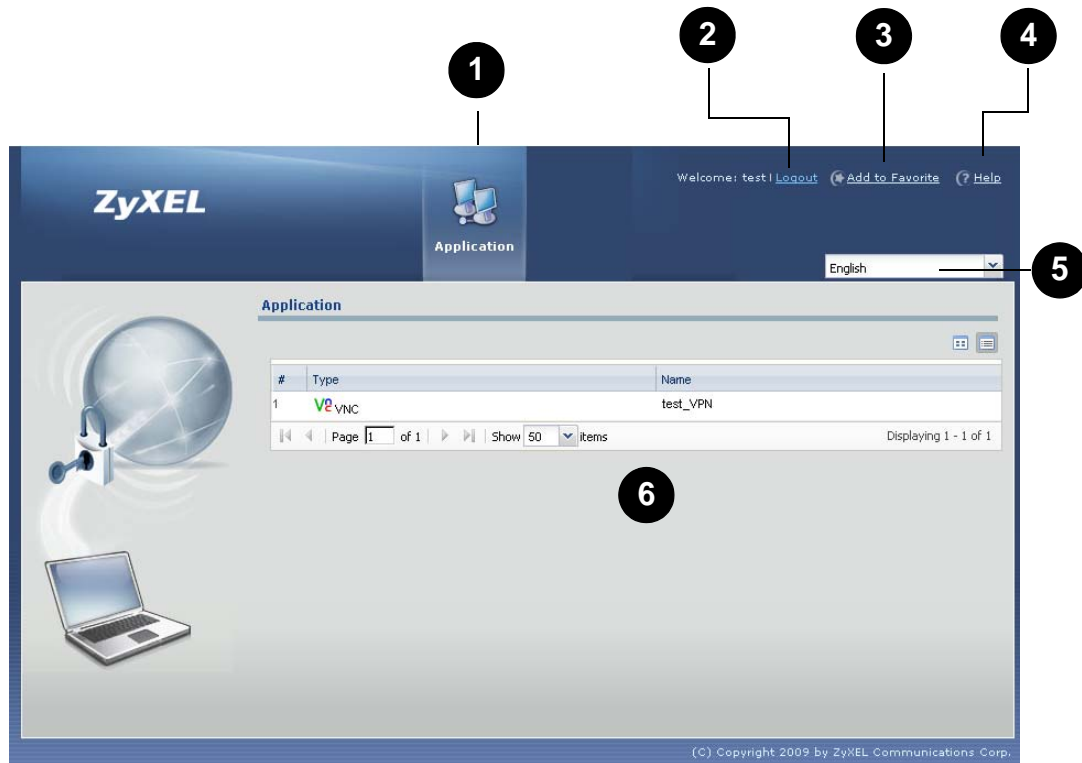 2
3
4
1
ZyXEL
Welcome: test | Logout
Add to Favorite
? Help
Application
English
5
Application
# Type Name
1 VNC test_VPN
Page 1 of 1 Show 50 items Displaying 1 - 1 of 1
6
(C) Copyright 2009 by ZyXEL Communications Corp.